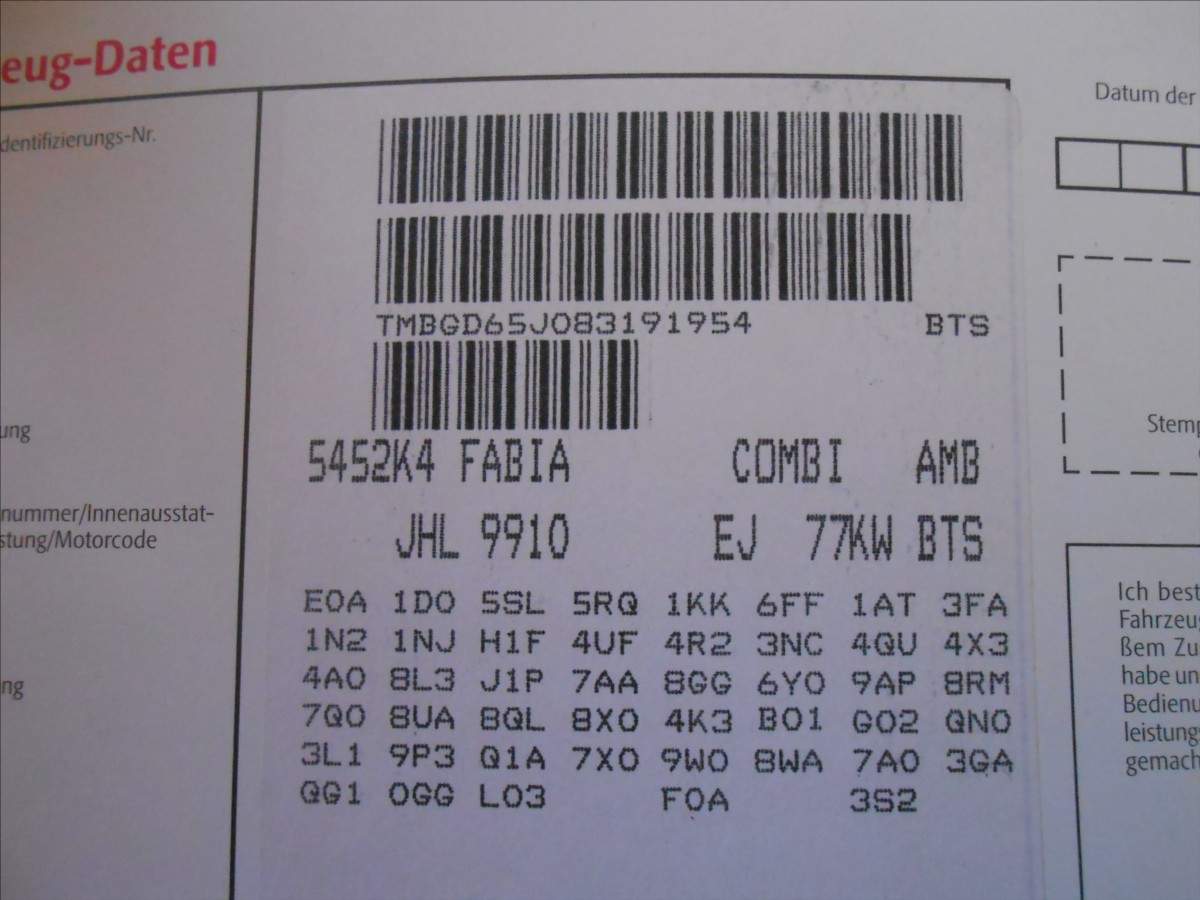 eug-Daten
Datum der
dentifizierungs-Nr.
TMBGD65J083191954 BTS
ung
5452K4 FABIA COMBI AMB
nummer/Innenausstat-
stung/Motorcode
JHL 9910 EJ 77KW BTS
E0A 1D0 5SL 5RQ 1KK 6FF 1AT 3FA
1N2 1NJ H1F 4UF 4R2 3NC 4QU 4X3
4A0 8L3 J1P 7AA 8GG 6Y0 9AP 8RM
7Q0 8UA 8QL 8X0 4K3 B01 G02 QN0
3L1 9P3 Q1A 7X0 9W0 8WA 7A0 3GA
QG1 0GG L03 F0A 3S2
ng
Stemp
Ich best
Fahrzeug
ßem Zu
habe un
Bedienu
leistung
gemach